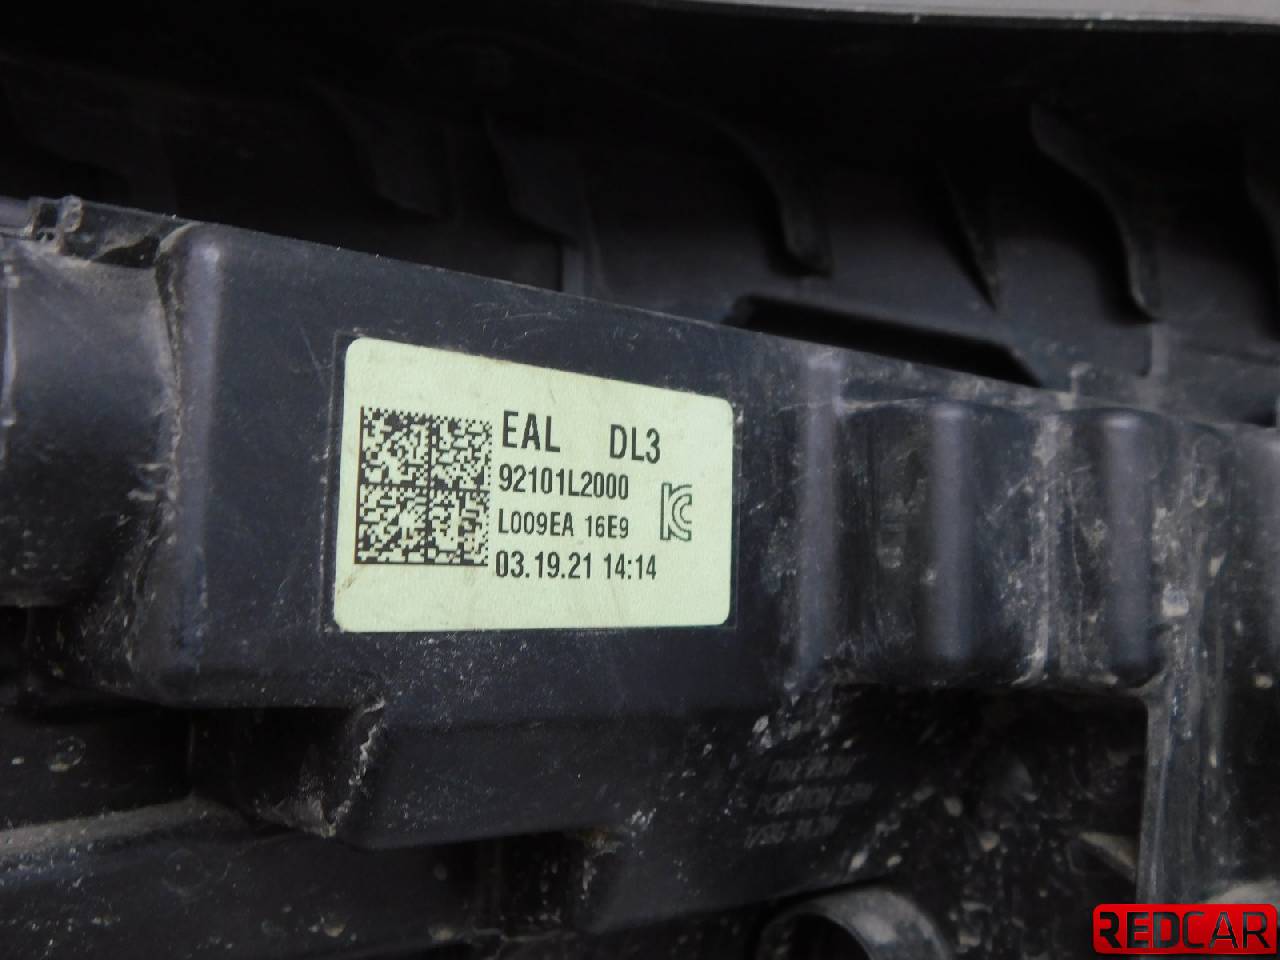 EAL DL3
92101L2000
L009EA 16E9
03.19.21 14:14
REDCAR